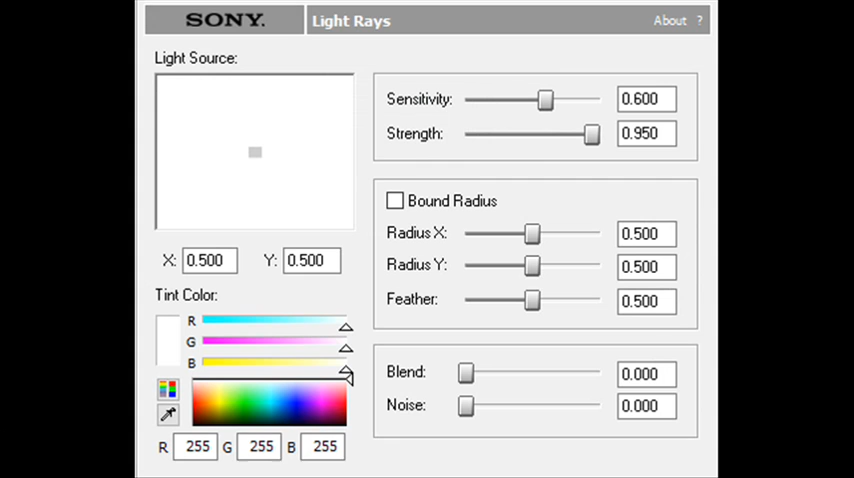 SONY. Light Rays About ?
Light Source:
X: 0.500 Y: 0.500
Tint Color:
R
G
B
R 255 G 255 B 255
Sensitivity: 0.600
Strength: 0.950
Bound Radius
Radius X: 0.500
Radius Y: 0.500
Feather: 0.500
Blend: 0.000
Noise: 0.000